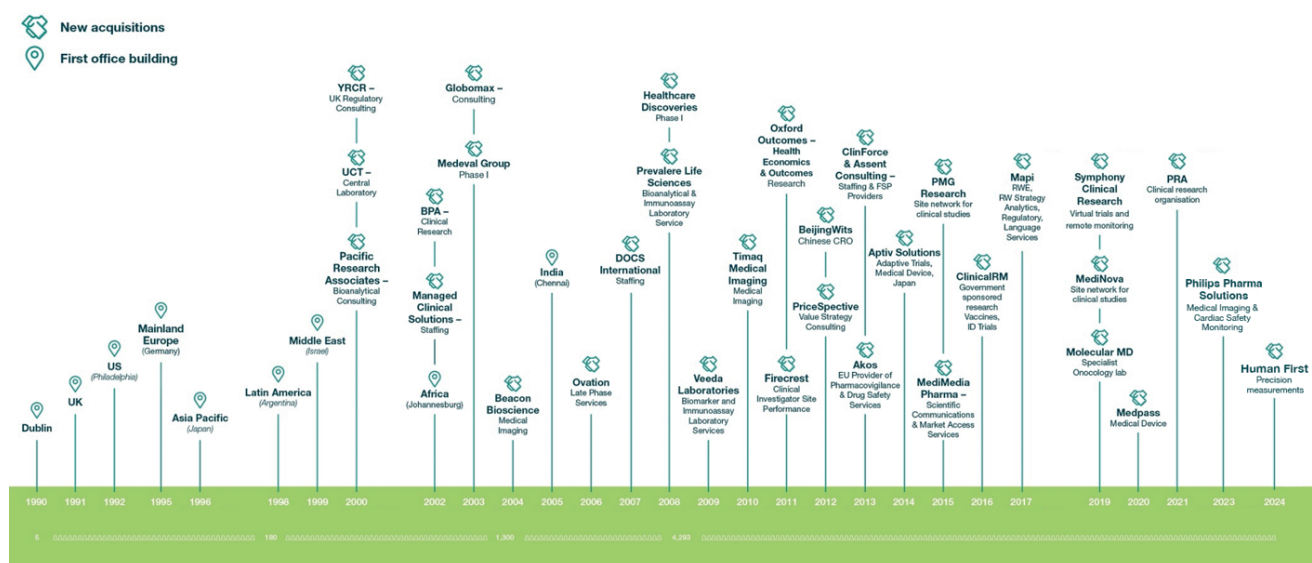 New acquisitions
First office building
Dublin
UK
US
(Philadelphia)
Mainland
Europe
(Germany)
Asia Pacific
(Japan)
Latin America
(Argentina)
Middle East
(Israel)
YRCR –
UK Regulatory
Consulting
UCT –
Central
Laboratory
Pacific
Research
Associates –
Bioanalytical
Consulting
BPA –
Clinical
Research
Managed
Clinical
Solutions –
Staffing
Africa
(Johannesburg)
Globomax –
Consulting
Medeval Group
Phase I
Beacon
Bioscience
Medical
Imaging
India
(Chennai)
Ovation
Late Phase
Services
DOCS
International
Staffing
Healthcare
Discoveries
Phase I
Prevalere Life
Sciences
Bioanalytical &
Immunoassay
Laboratory
Service
Veeda
Laboratories
Biomarker and
Immunoassay
Laboratory
Services
Timaq
Medical
Imaging
Medical
Imaging
Oxford
Outcomes –
Health
Economics
& Outcomes
Research
Firecrest
Clinical
Investigator Site
Performance
BeijingWits
Chinese CRO
PriceSpective
Value Strategy
Consulting
ClinForce
& Assent
Consulting –
Staffing & FSP
Providers
Akos
EU Provider of
Pharmacovigilance
& Drug Safety
Services
Aptiv Solutions
Adaptive Trials,
Medical Device,
Japan
PMG
Research
Site network for
clinical studies
MediMedia
Pharma –
Scientific
Communications
& Market Access
Services
ClinicalRM
Government
sponsored
research
Vaccines,
ID Trials
Mapi
RWE,
RW Strategy
Analytics,
Regulatory,
Language
Services
Symphony
Clinical
Research
Virtual trials and
remote monitoring
MediNova
Site network for
clinical studies
Molecular MD
Specialist
Onocology lab
Medpass
Medical Device
PRA
Clinical research
organisation
Philips Pharma
Solutions
Medical Imaging &
Cardiac Safety
Monitoring
Human First
Precision
measurements
1990 1991 1992 1995 1996 1998 1999 2000 2002 2003 2004 2005 2006 2007 2008 2009 2010 2011 2012 2013 2014 2015 2016 2017 2019 2020 2021 2023 2024
1,300 4,293